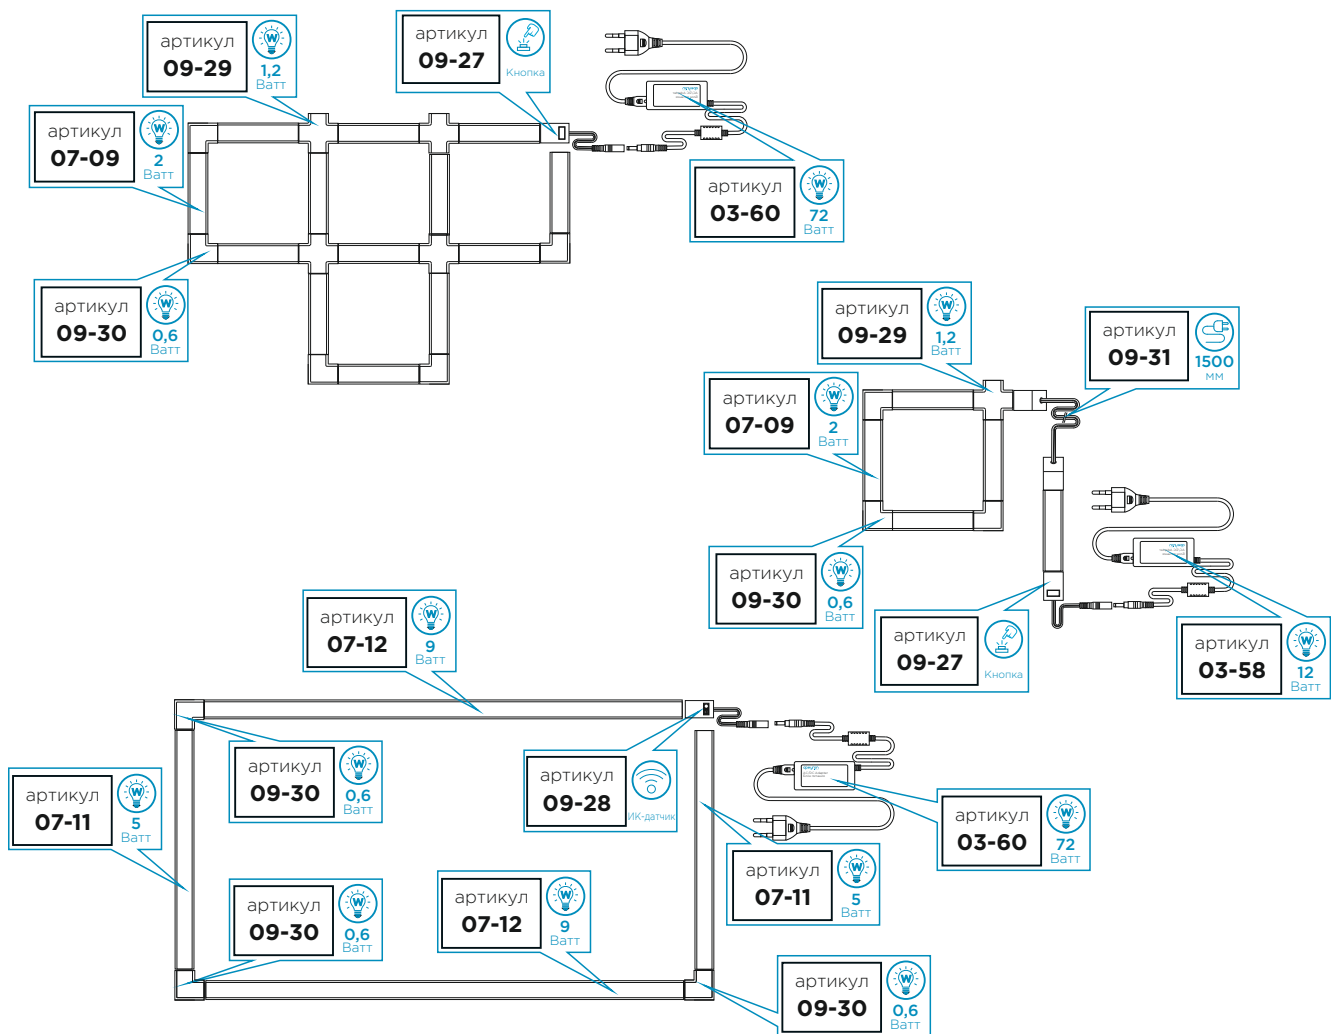 артикул
09-29
W
1,2
Ватт
артикул
09-27
Кнопка
артикул
07-09
W
2
Ватт
артикул
03-60
W
72
Ватт
артикул
09-30
W
0,6
Ватт
артикул
09-29
W
1,2
Ватт
артикул
09-31
1500
мм
артикул
07-09
W
2
Ватт
артикул
09-30
W
0,6
Ватт
артикул
09-27
Кнопка
артикул
03-58
W
12
Ватт
артикул
07-12
W
9
Ватт
артикул
09-30
W
0,6
Ватт
артикул
09-28
ИК-датчик
артикул
07-11
W
5
Ватт
артикул
03-60
W
72
Ватт
артикул
07-11
W
5
Ватт
артикул
09-30
W
0,6
Ватт
артикул
07-12
W
9
Ватт
артикул
09-30
W
0,6
Ватт